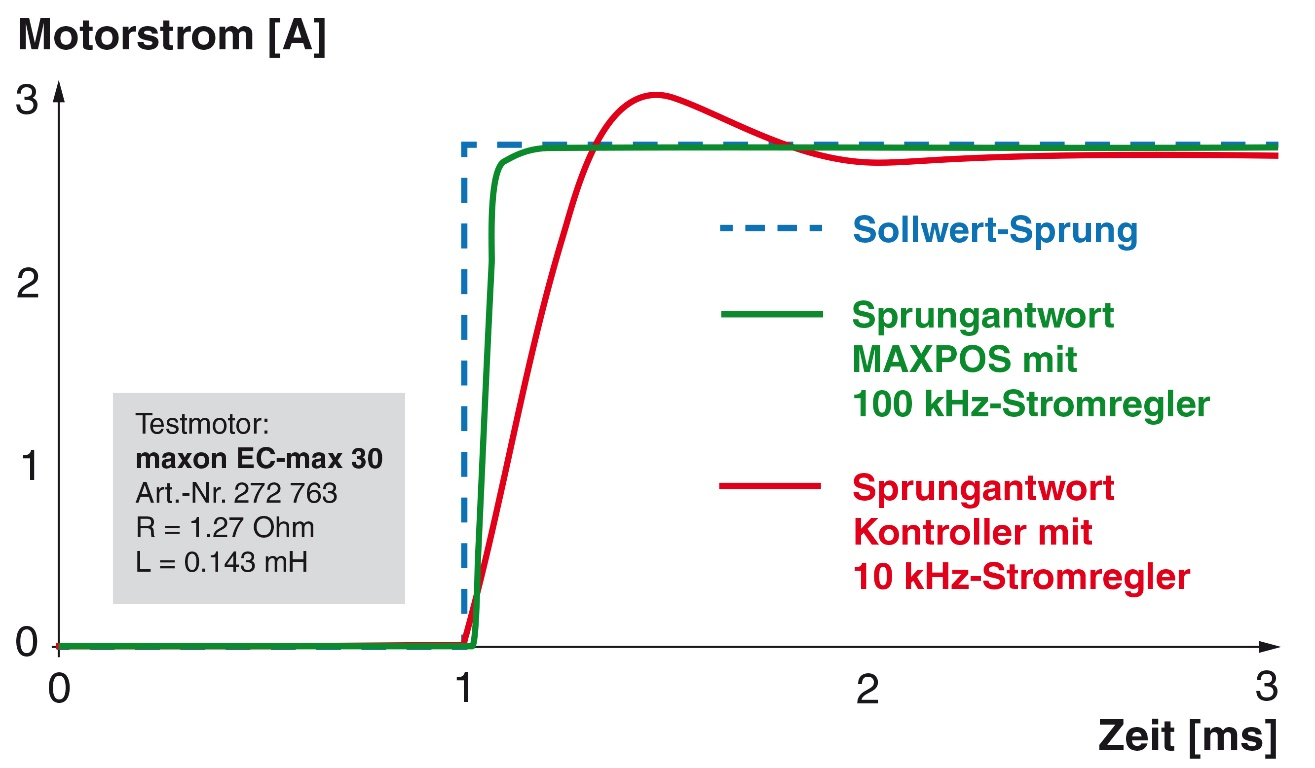 Motorstrom [A]
3
2
1
0
Sollwert-Sprung
Sprungantwort
MAXPOS mit
100 kHz-Stromregler
Sprungantwort
Kontroller mit
10 kHz-Stromregler
Testmotor:
maxon EC-max 30
Art.-Nr. 272 763
R = 1.27 Ohm
L = 0.143 mH
0 1 2 3
Zeit [ms]